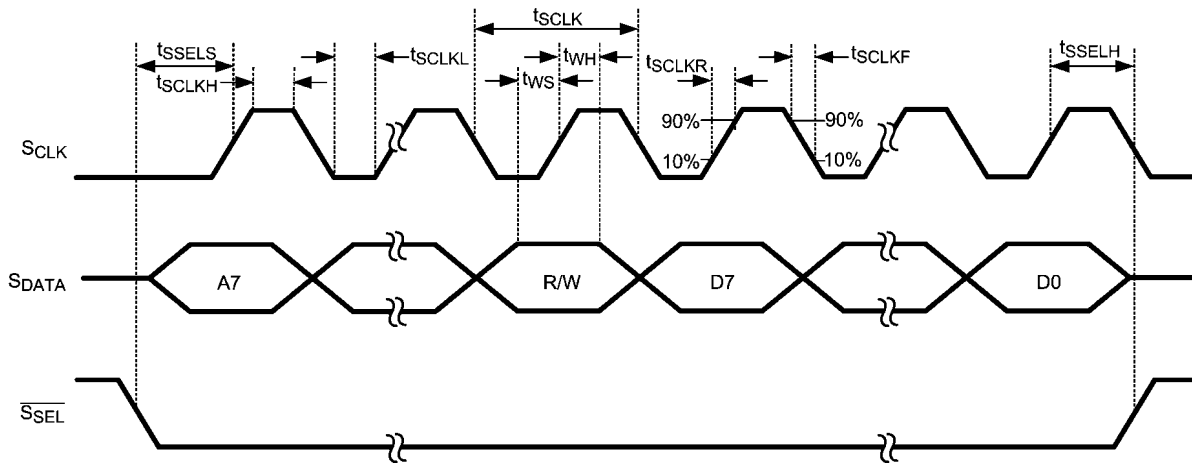 tSCLK
tSSELS
tSCLKL
tWH
tSCLKR
tSCLKF
tSSELH
tSCLKH
tWS
90%
90%
SCLK
10%
10%
SDATA
A7
R/W
D7
D0
SSEL